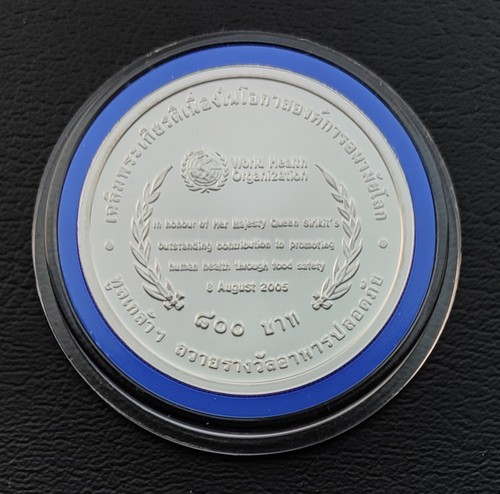 เฉลิมพระเกียรติเนื่องในโอกาสองค์การอนามัยโลก
World Health
Organization
In honour of Her Majesty Queen Sirikit's
outstanding contribution to promoting
human health through food safety
8 August 2005
๘๐๐ บาท
ทูลเกล้าฯ ถวายรางวัลอาหารปลอดภัย